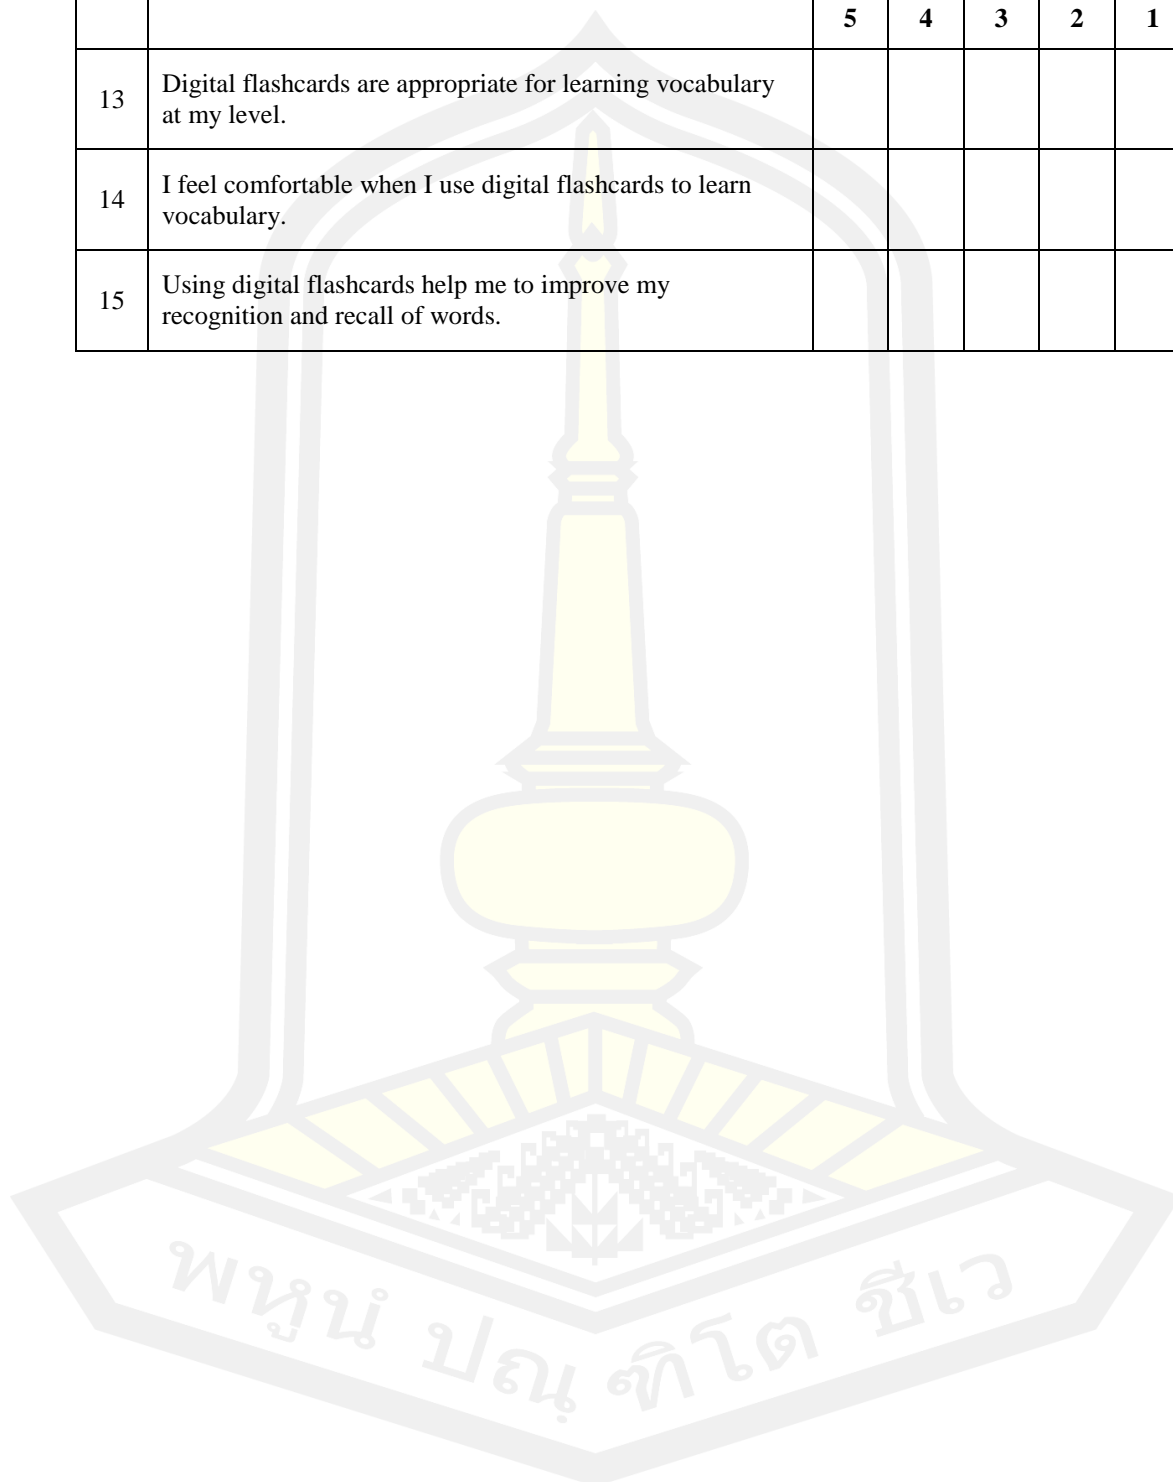 5 4 3 2 1
13 Digital flashcards are appropriate for learning vocabulary
at my level.
14 I feel comfortable when I use digital flashcards to learn
vocabulary.
15 Using digital flashcards help me to improve my
recognition and recall of words.
พหูนํ ปณฺฑิโต ชีเว